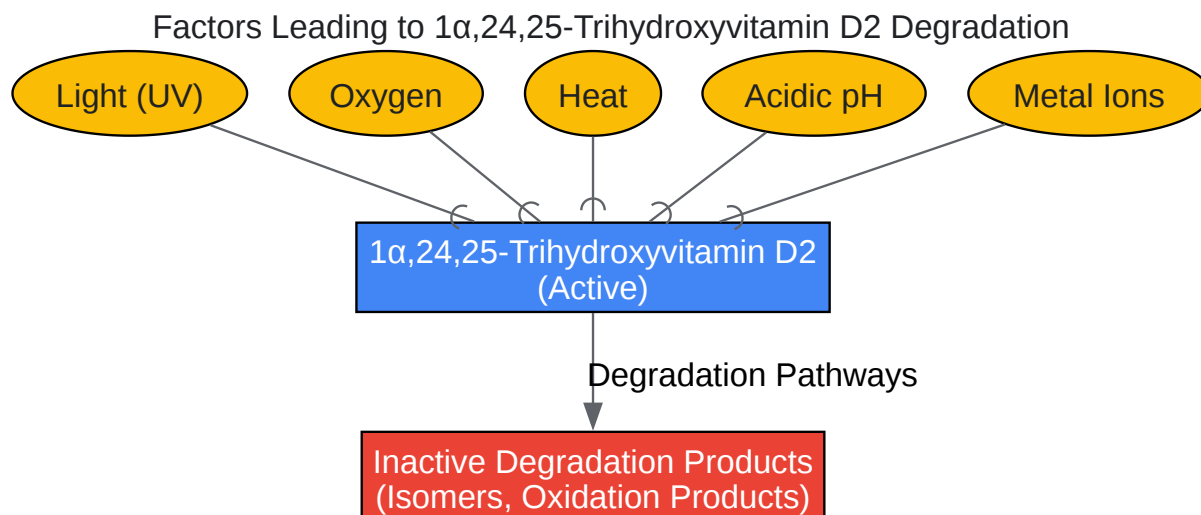 Factors Leading to 1α,24,25-Trihydroxyvitamin D2 Degradation
Light (UV)
Oxygen
Heat
Acidic pH
Metal Ions
1α,24,25-Trihydroxyvitamin D2
(Active)
Degradation Pathways
Inactive Degradation Products
(Isomers, Oxidation Products)